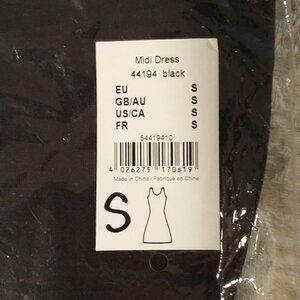 Midi Dress
44194 black
EU S
GB/AU S
US/CA S
FR S
54419410
4 026275 170619
Made in China / Fabriqué en Chine
S